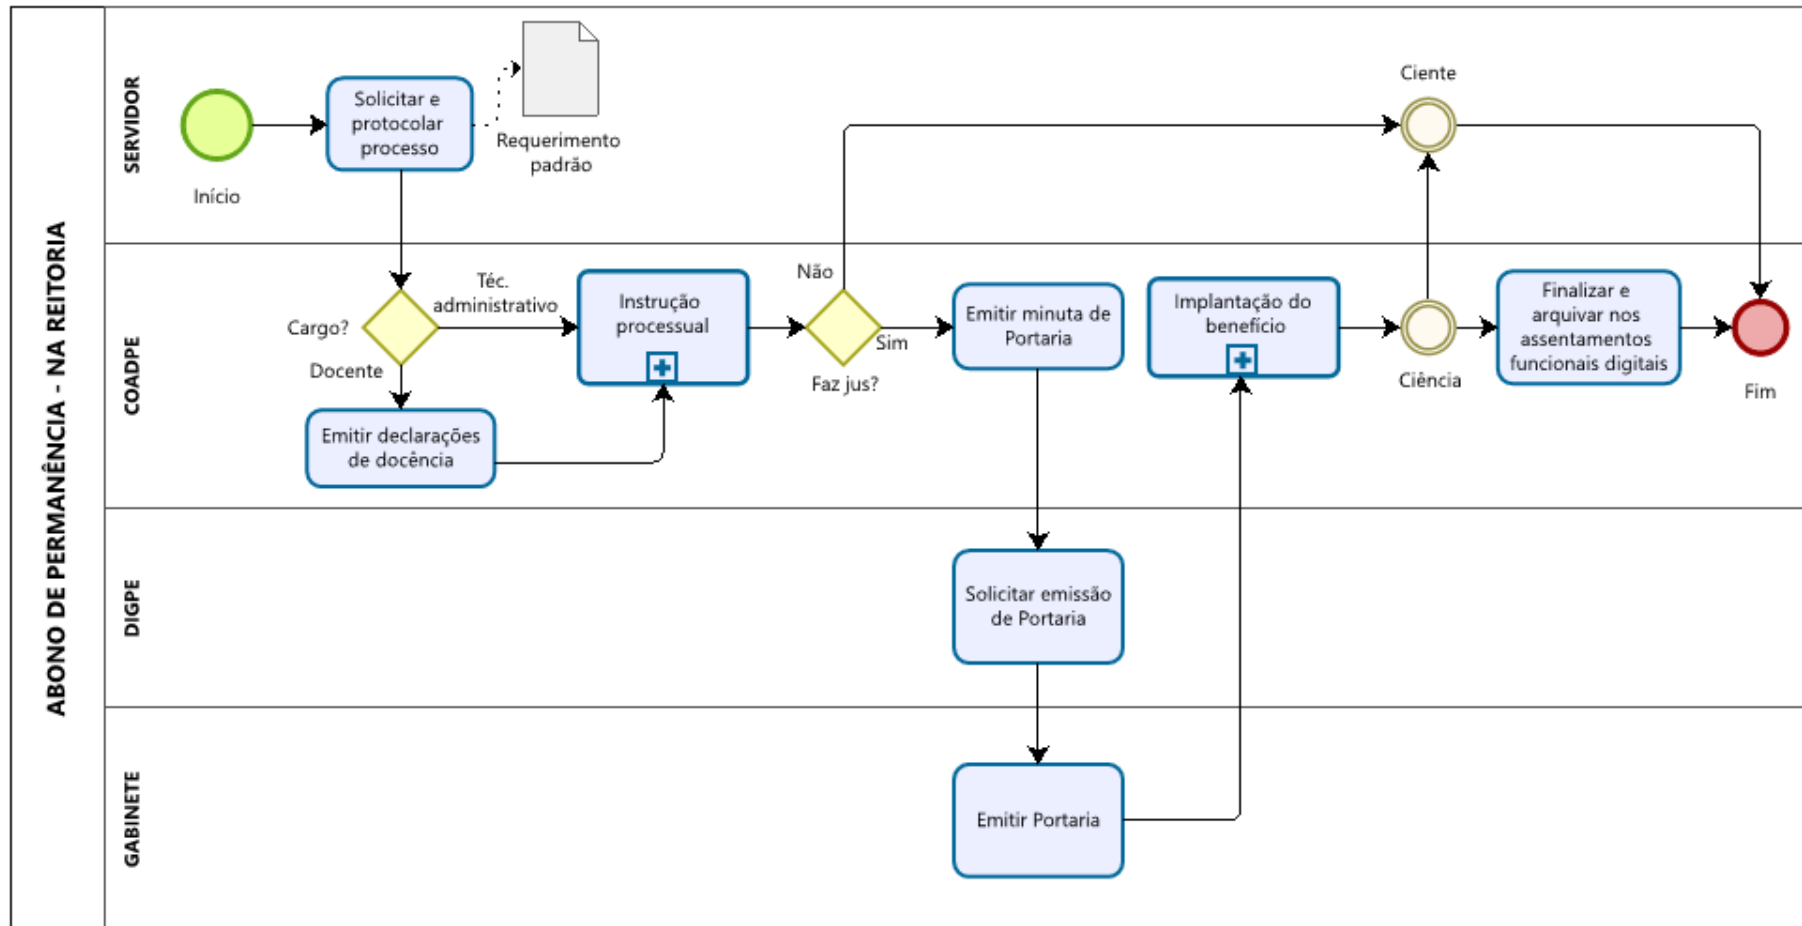 ABONO DE PERMANÊNCIA - NA REITORIA
SERVIDOR
Início
Solicitar e
protocolar
processo
Requerimento
padrão
Ciente
COADPE
Cargo?
Téc.
administrativo
Docente
Emitir declarações
de docência
Instrução
processual
Não
Sim
Faz jus?
Emitir minuta de
Portaria
Implantação do
benefício
Ciência
Finalizar e
arquivar nos
assentamentos
funcionais digitais
Fim
DIGPE
Solicitar emissão
de Portaria
GABINETE
Emitir Portaria